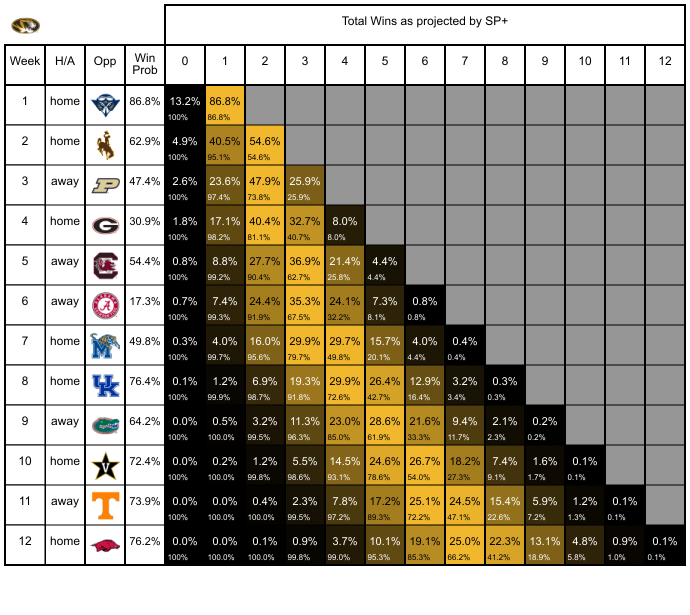 Total Wins as projected by SP+
Week H/A Opp Win Prob 0 1 2 3 4 5 6 7 8 9 10 11 12
1 home 86.8% 13.2% 86.8%
100% 86.8%
2 home 62.9% 4.9% 40.5% 54.6%
100% 95.1% 54.6%
3 away P 47.4% 2.6% 23.6% 47.9% 25.9%
100% 97.4% 73.8% 25.9%
4 home G 30.9% 1.8% 17.1% 40.4% 32.7% 8.0%
100% 98.2% 81.1% 40.7% 8.0%
5 away C 54.4% 0.8% 8.8% 27.7% 36.9% 21.4% 4.4%
100% 99.2% 90.4% 62.7% 25.8% 4.4%
6 away A 17.3% 0.7% 7.4% 24.4% 35.3% 24.1% 7.3% 0.8%
100% 99.3% 91.9% 67.5% 32.2% 8.1% 0.8%
7 home M 49.8% 0.3% 4.0% 16.0% 29.9% 29.7% 15.7% 4.0% 0.4%
100% 99.7% 95.6% 79.7% 49.8% 20.1% 4.4% 0.4%
8 home UK 76.4% 0.1% 1.2% 6.9% 19.3% 29.9% 26.4% 12.9% 3.2% 0.3%
100% 99.9% 98.7% 91.8% 72.6% 42.7% 16.4% 3.4% 0.3%
9 away 64.2% 0.0% 0.5% 3.2% 11.3% 23.0% 28.6% 21.6% 9.4% 2.1% 0.2%
100% 100.0% 99.5% 96.3% 85.0% 61.9% 33.3% 11.7% 2.3% 0.2%
10 home V 72.4% 0.0% 0.2% 1.2% 5.5% 14.5% 24.6% 26.7% 18.2% 7.4% 1.6% 0.1%
100% 100.0% 99.8% 98.6% 93.1% 78.6% 54.0% 27.3% 9.1% 1.7% 0.1%
11 away T 73.9% 0.0% 0.0% 0.4% 2.3% 7.8% 17.2% 25.1% 24.5% 15.4% 5.9% 1.2% 0.1%
100% 100.0% 100.0% 99.5% 97.2% 89.3% 72.2% 47.1% 22.6% 7.2% 1.3% 0.1%
12 home 76.2% 0.0% 0.0% 0.1% 0.9% 3.7% 10.1% 19.1% 25.0% 22.3% 13.1% 4.8% 0.9% 0.1%
100% 100.0% 100.0% 99.8% 99.0% 95.3% 85.3% 66.2% 41.2% 18.9% 5.8% 1.0% 0.1%